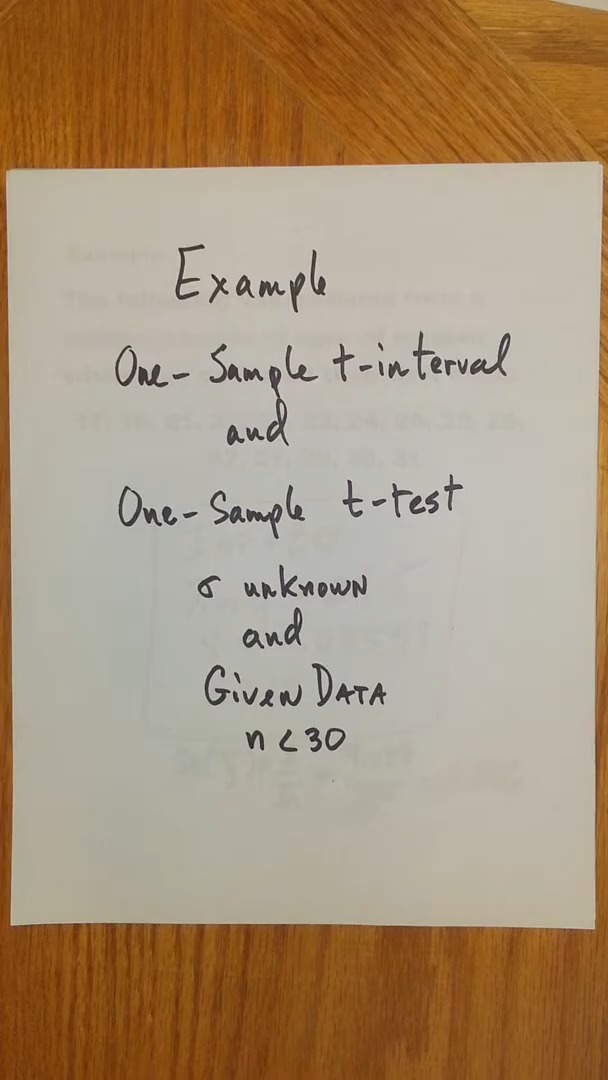 Example
One-Sample t-interval
and
One-Sample t-test
σ unknown
and
Given DATA
n < 30